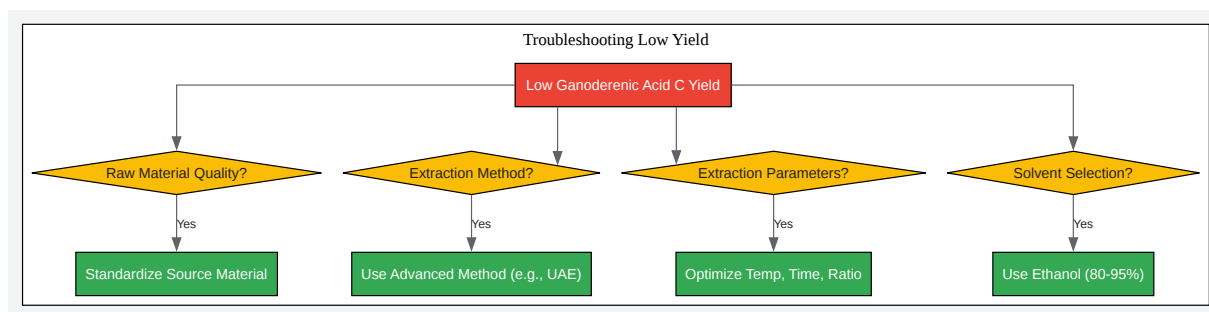 Troubleshooting Low Yield
Low Ganoderenic Acid C Yield
Raw Material Quality?
Extraction Method?
Extraction Parameters?
Solvent Selection?
Yes
Yes
Yes
Yes
Standardize Source Material
Use Advanced Method (e.g., UAE)
Optimize Temp, Time, Ratio
Use Ethanol (80-95%)